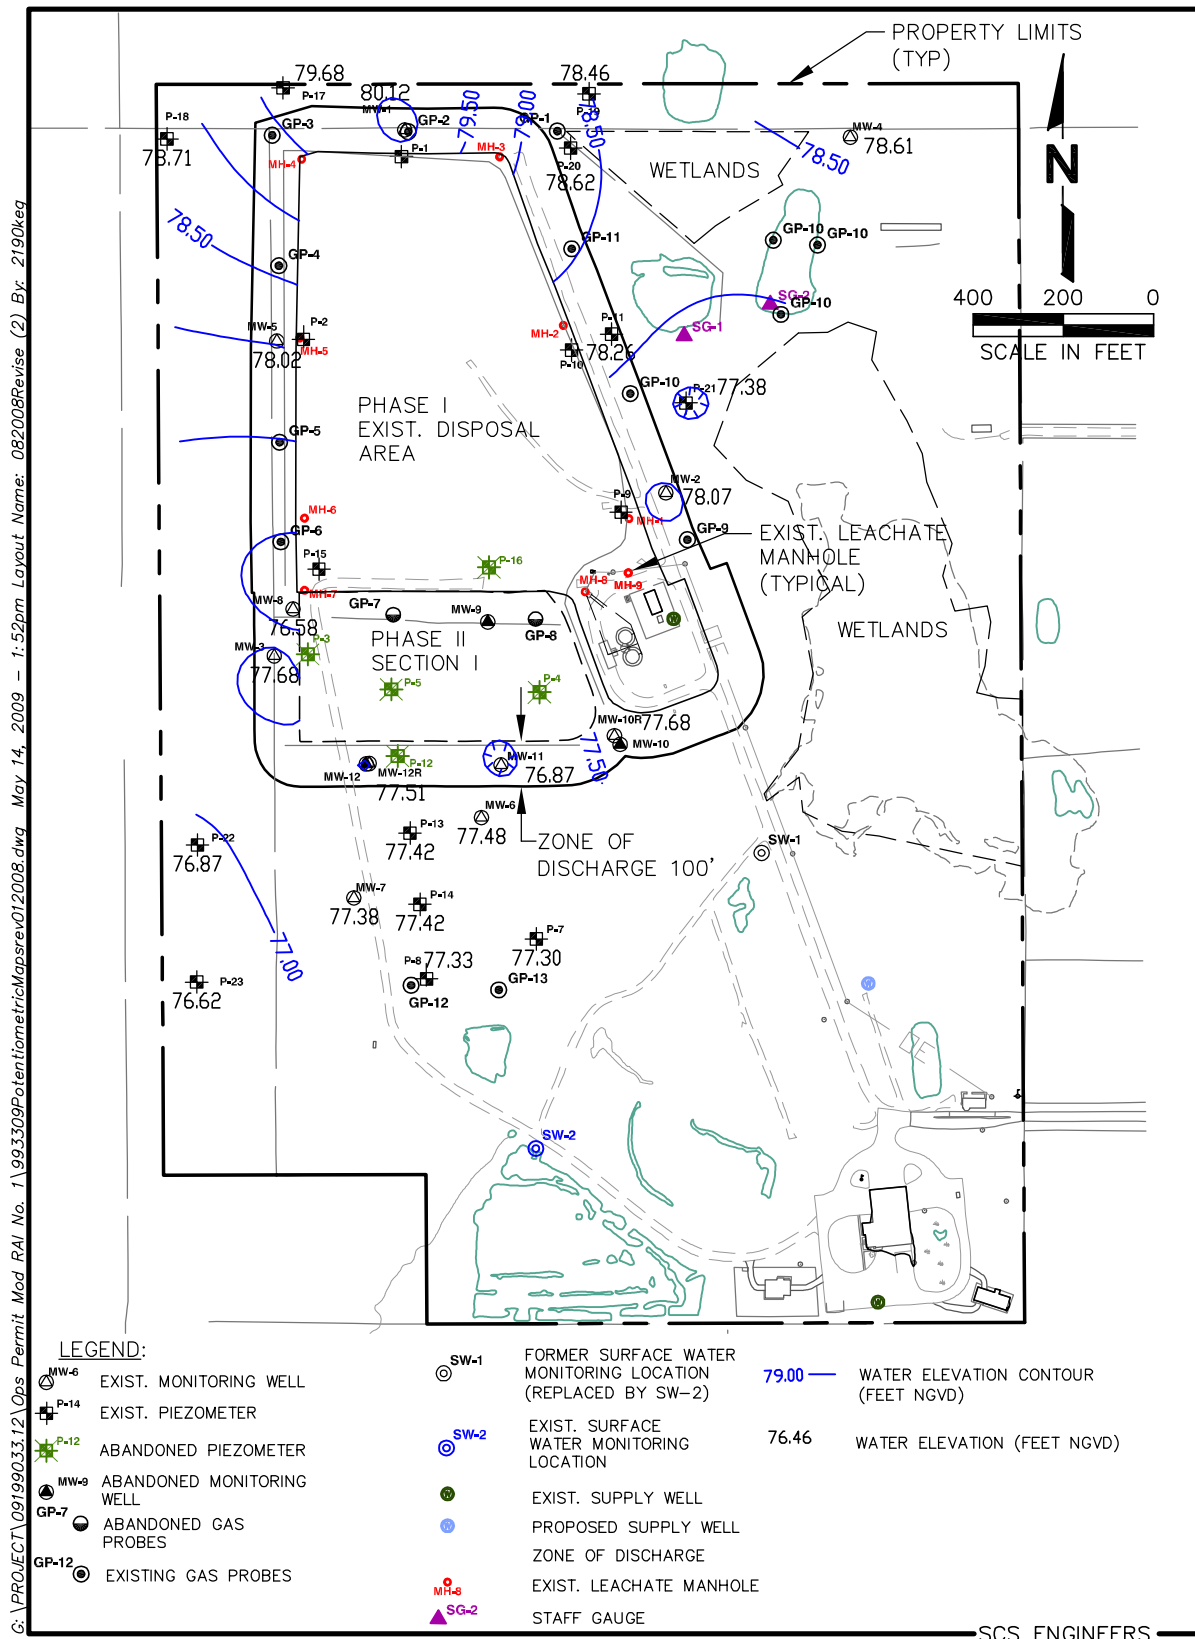 G:\PROJECT\09199033.12\Ops Permit Mod RAI No. 1\993309PotentiometricMapsrev012008.dwg May 14, 2009 - 1:52pm Layout Name: 082008Revise (2) By: 2190keg
PROPERTY LIMITS
(TYP)
79.68
P-17
80.12
MW-1
GP-2
79.50
79.00
78.46
P-19
78.50
P-18
78.71
GP-3
GP-1
MH-4
P-1
MH-3
P-20
78.62
WETLANDS
78.50
MW-4
78.61
N
78.50
GP-4
GP-11
GP-10
GP-10
SG-2
GP-10
400 200 0
SCALE IN FEET
MW-5
78.02
P-2
MH-5
MH-2
P-11
78.26
P-10
SG-1
GP-10
P-21
77.38
PHASE I
EXIST. DISPOSAL
AREA
GP-5
MW-2
78.07
P-9
MH-1
MH-6
GP-6
GP-9
EXIST. LEACHATE
MANHOLE
(TYPICAL)
P-15
P-16
MH-7
MH-8
MH-9
MW-8
76.58
GP-7
MW-9
GP-8
WETLANDS
PHASE II
SECTION I
MW-3
77.68
P-3
P-5
P-4
MW-10R
77.68
MW-10
77.50
MW-12
MW-12R
77.51
P-12
MW-11
76.87
MW-6
77.48
ZONE OF
DISCHARGE 100'
P-13
77.42
SW-1
P-22
76.87
MW-7
77.38
P-14
77.42
77.00
P-7
77.30
P-8
77.33
GP-12
GP-13
P-23
76.62
SW-2
LEGEND:
MW-6
EXIST. MONITORING WELL
P-14
EXIST. PIEZOMETER
P-12
ABANDONED PIEZOMETER
MW-9
ABANDONED MONITORING
WELL
GP-7
ABANDONED GAS
PROBES
GP-12
EXISTING GAS PROBES
SW-1
FORMER SURFACE WATER
MONITORING LOCATION
(REPLACED BY SW-2)
SW-2
EXIST. SURFACE
WATER MONITORING
LOCATION
EXIST. SUPPLY WELL
PROPOSED SUPPLY WELL
ZONE OF DISCHARGE
MH-8
EXIST. LEACHATE MANHOLE
SG-2
STAFF GAUGE
79.00
WATER ELEVATION CONTOUR
(FEET NGVD)
76.46
WATER ELEVATION (FEET NGVD)
SCS ENGINEERS